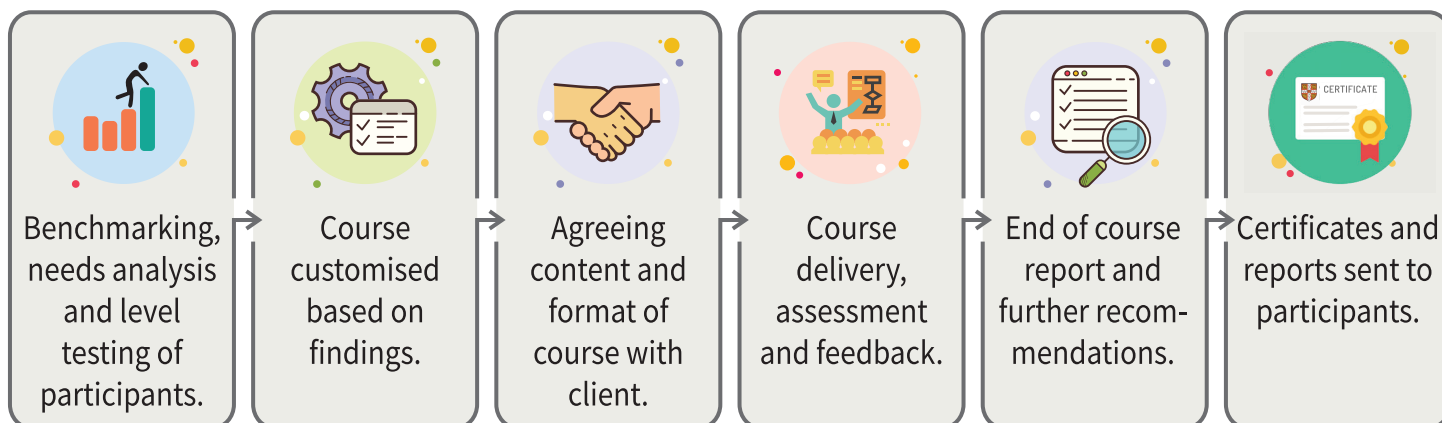 Benchmarking,
needs analysis
and level
testing of
participants.
Course
customised
based on
findings.
Agreeing
content and
format of
course with
client.
Course
delivery,
assessment
and feedback.
End of course
report and
further recom-
mendations.
CERTIFICATE
Certificates and
reports sent to
participants.